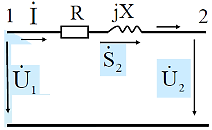 1 İ R jX 2
Ṡ₂
U̇₁ U̇₂